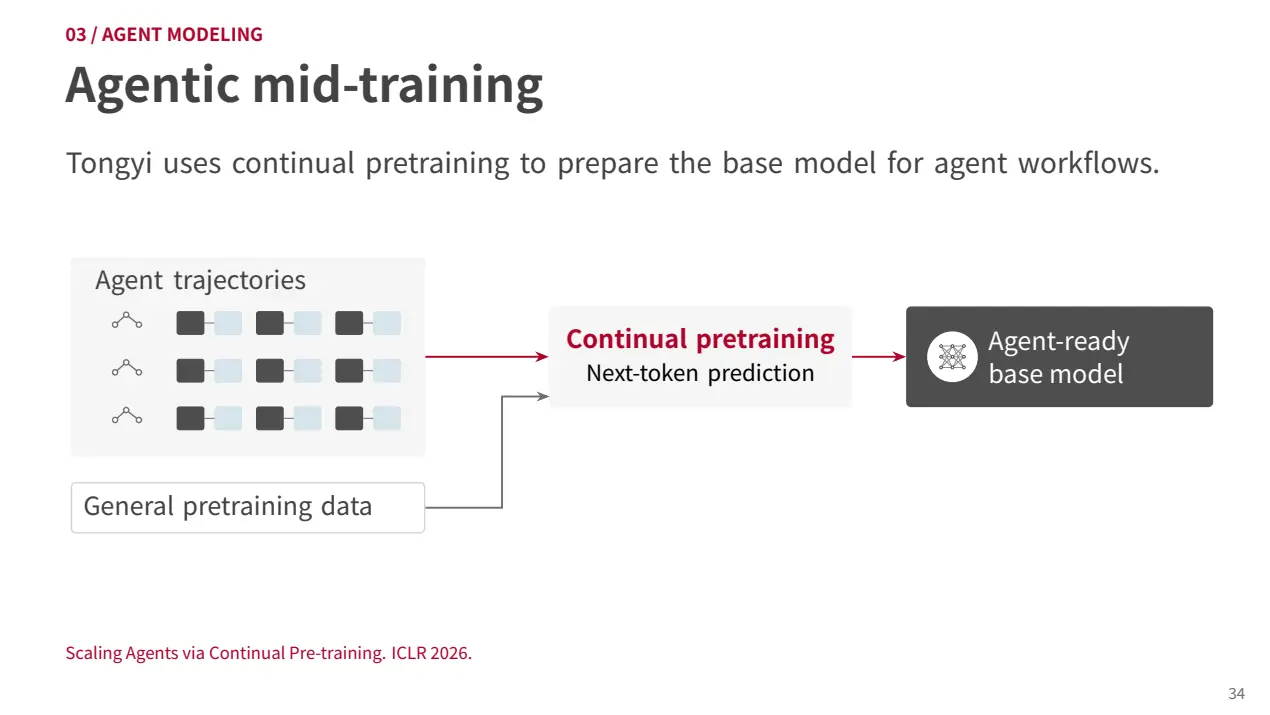 03 / AGENT MODELING
Agentic mid-training
Tongyi uses continual pretraining to prepare the base model for agent workflows.
Agent trajectories
Continual pretraining
Next-token prediction
Agent-ready
base model
General pretraining data
Scaling Agents via Continual Pre-training. ICLR 2026.
34